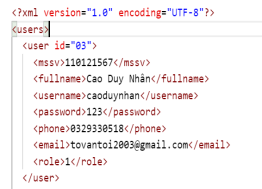 <?xml version="1.0" encoding="UTF-8"?>
<users>
<user id="03">
<mssv>110121567</mssv>
<fullname>Cao Duy Nhân</fullname>
<username>caoduynhan</username>
<password>123</password>
<phone>0329330518</phone>
<email>tovantoi2003@gmail.com</email>
<role>1</role>
</user>